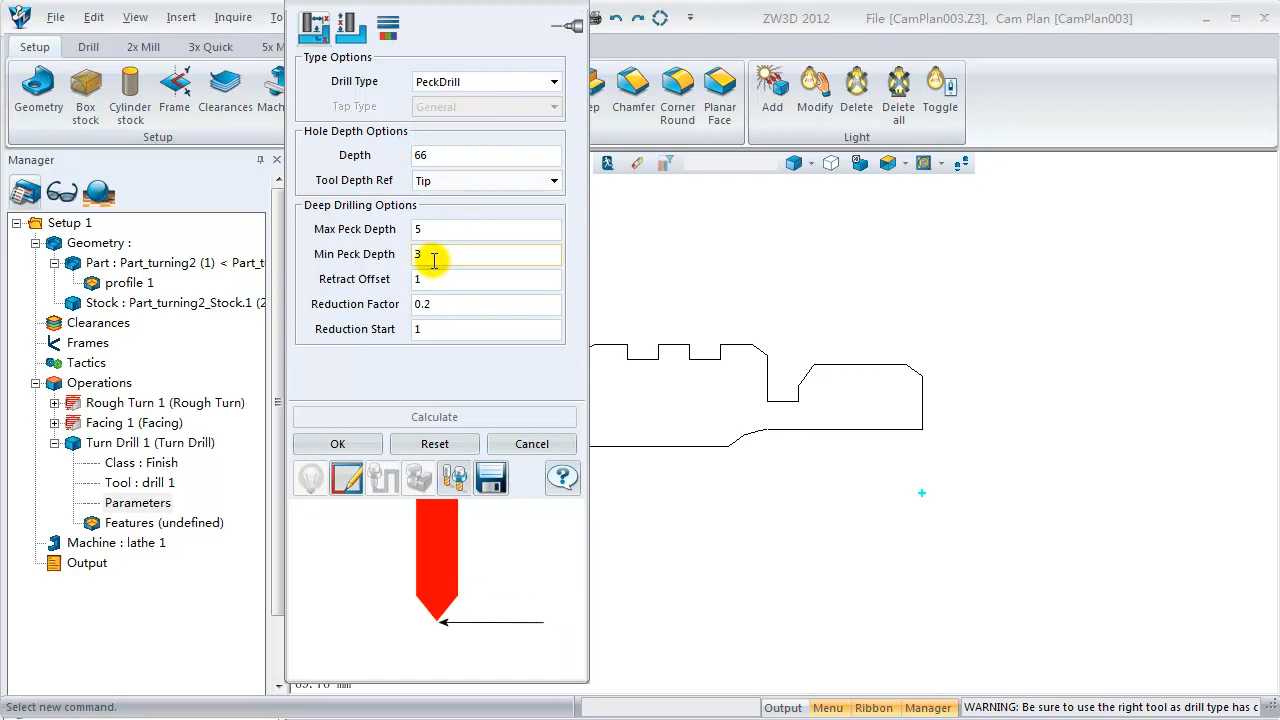 File Edit View Insert Inquire To
ZW3D 2012 File [CamPlan003.Z3], Cam Plan [CamPlan003]
Setup Drill 2x Mill 3x Quick 5x M
Geometry Box stock Cylinder stock Frame Clearances Mach
Setup
ep Chamfer Corner Round Planar Face
Add Modify Delete Delete all Toggle
Light
Manager
Setup 1
Geometry :
Part : Part_turning2 (1) < Part_t
profile 1
Stock : Part_turning2_Stock.1 (2
Clearances
Frames
Tactics
Operations
Rough Turn 1 (Rough Turn)
Facing 1 (Facing)
Turn Drill 1 (Turn Drill)
Class : Finish
Tool : drill 1
Parameters
Features (undefined)
Machine : lathe 1
Output
Type Options
Drill Type PeckDrill
Tap Type General
Hole Depth Options
Depth 66
Tool Depth Ref Tip
Deep Drilling Options
Max Peck Depth 5
Min Peck Depth 3
Retract Offset 1
Reduction Factor 0.2
Reduction Start 1
Calculate
OK Reset Cancel
Select new command.
Output Menu Ribbon Manager WARNING: Be sure to use the right tool as drill type has c